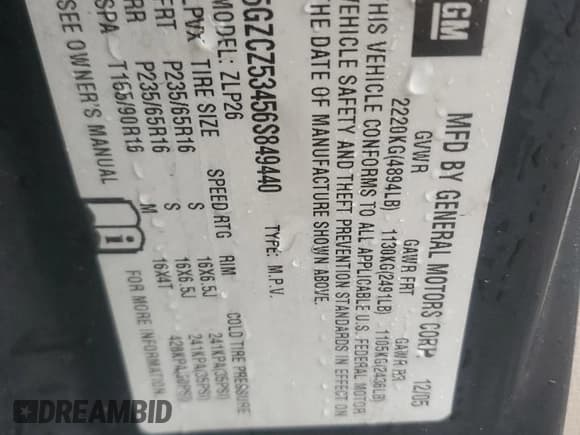 GM
MFD BY GENERAL MOTORS CORP 12/05
GVWR GAWR FRT GAWR RR
2220KG(4894LB) 1130KG(2491LB) 1105KG(2436LB)
THIS VEHICLE CONFORMS TO ALL APPLICABLE U.S. FEDERAL MOTOR
VEHICLE SAFETY AND THEFT PREVENTION STANDARDS IN EFFECT ON
THE DATE OF MANUFACTURE SHOWN ABOVE.
5GZCZ53456S849440 TYPE: M.P.V.
MODEL: ZLP26
LPVX TIRE SIZE SPEED RTG RIM COLD TIRE PRESSURE
FRT P235/65R16 S 16X6.5J 241KPA(35PSI)
RR P235/65R16 S 16X6.5J 241KPA(35PSI)
SPA T155/90R16 M 16X4T 420KPA(60PSI)
SEE OWNER'S MANUAL FOR MORE INFORMATION
DREAMBID